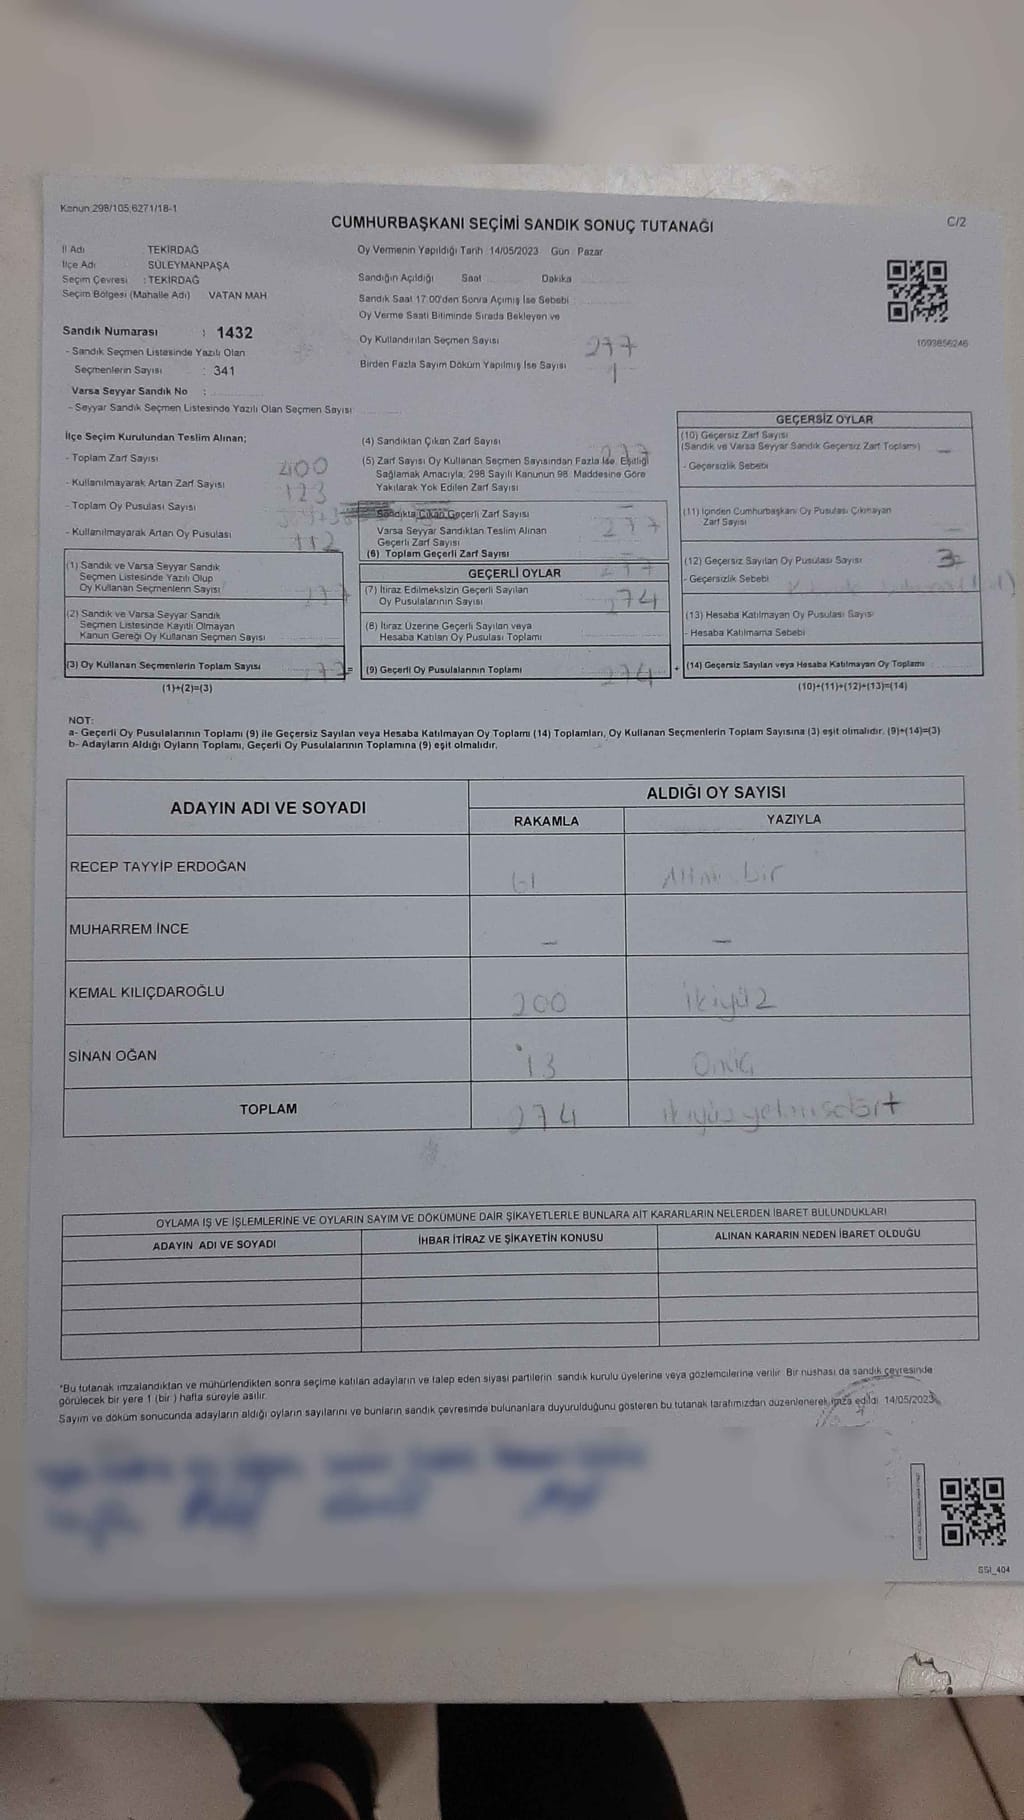 Kanun 298/105,6271/18-1
CUMHURBAŞKANI SEÇİMİ SANDIK SONUÇ TUTANAĞI
C/2
İl Adı TEKİRDAĞ
İlçe Adı SÜLEYMANPAŞA
Seçim Çevresi : TEKİRDAĞ
Seçim Bölgesi (Mahalle Adı) VATAN MAH
Oy Vermenin Yapıldığı Tarih 14/05/2023 Gün : Pazar
Sandığın Açıldığı Saat Dakika
Sandık Saat 17:00'den Sonra Açımış İse Sebebi
Oy Verme Saati Bitiminde Sırada Bekleyen ve
Oy Kullandırılan Seçmen Sayısı 277
Birden Fazla Sayım Döküm Yapılmış İse Sayısı 1
1093856246
Sandık Numarası : 1432
- Sandık Seçmen Listesinde Yazılı Olan
Seçmenlerin Sayısı : 341
Varsa Seyyar Sandık No :
- Seyyar Sandık Seçmen Listesinde Yazılı Olan Seçmen Sayısı
İlçe Seçim Kurulundan Teslim Alınan;
- Toplam Zarf Sayısı 400
- Kullanılmayarak Artan Zarf Sayısı 123
- Toplam Oy Pusulası Sayısı
- Kullanılmayarak Artan Oy Pusulası 112
(1) Sandık ve Varsa Seyyar Sandık
Seçmen Listesinde Yazılı Olup
Oy Kullanan Seçmenlerin Sayısı 277
(2) Sandık ve Varsa Seyyar Sandık
Seçmen Listesinde Kayıtlı Olmayan
Kanun Gereği Oy Kullanan Seçmen Sayısı
(3) Oy Kullanan Seçmenlerin Toplam Sayısı 277 =
(1)+(2)=(3)
(4) Sandıktan Çıkan Zarf Sayısı 277
(5) Zarf Sayısı Oy Kullanan Seçmen Sayısından Fazla İse, Eşitliği
Sağlamak Amacıyla, 298 Sayılı Kanunun 98. Maddesine Göre
Yakılarak Yok Edilen Zarf Sayısı –
Sandıkta Çıkan Geçerli Zarf Sayısı 277
Varsa Seyyar Sandıktan Teslim Alınan
Geçerli Zarf Sayısı –
(6) Toplam Geçerli Zarf Sayısı 277
GEÇERLİ OYLAR
(7) İtiraz Edilmeksizin Geçerli Sayılan
Oy Pusulalarının Sayısı 274
(8) İtiraz Üzerine Geçerli Sayılan veya
Hesaba Katılan Oy Pusulası Toplamı
(9) Geçerli Oy Pusulalarının Toplamı 274 +
GEÇERSİZ OYLAR
(10) Geçersiz Zarf Sayısı
(Sandık ve Varsa Seyyar Sandık Geçersiz Zarf Toplamı) –
- Geçersizlik Sebebi
(11) İçinden Cumhurbaşkanı Oy Pusulası Çıkmayan
Zarf Sayısı –
(12) Geçersiz Sayılan Oy Pusulası Sayısı 3
- Geçersizlik Sebebi
(13) Hesaba Katılmayan Oy Pusulası Sayısı
- Hesaba Katılmama Sebebi
(14) Geçersiz Sayılan veya Hesaba Katılmayan Oy Toplamı
(10)+(11)+(12)+(13)=(14)
NOT:
a- Geçerli Oy Pusulalarının Toplamı (9) ile Geçersiz Sayılan veya Hesaba Katılmayan Oy Toplamı (14) Toplamları, Oy Kullanan Seçmenlerin Toplam Sayısına (3) eşit olmalıdır. (9)+(14)=(3)
b- Adayların Aldığı Oyların Toplamı, Geçerli Oy Pusulalarının Toplamına (9) eşit olmalıdır.
ADAYIN ADI VE SOYADI ALDIĞI OY SAYISI
RAKAMLA YAZIYLA
RECEP TAYYİP ERDOĞAN 61 Altmış bir
MUHARREM İNCE – –
KEMAL KILIÇDAROĞLU 200 ikiyüz
SİNAN OĞAN 13 Onüç
TOPLAM 274 ikiyüzyetmişdört
OYLAMA İŞ VE İŞLEMLERİNE VE OYLARIN SAYIM VE DÖKÜMÜNE DAİR ŞİKAYETLERLE BUNLARA AİT KARARLARIN NELERDEN İBARET BULUNDUKLARI
ADAYIN ADI VE SOYADI İHBAR İTİRAZ VE ŞİKAYETİN KONUSU ALINAN KARARIN NEDEN İBARET OLDUĞU
*Bu tutanak imzalandıktan ve mühürlendikten sonra seçime katılan adayların ve talep eden siyasi partilerin sandık kurulu üyelerine veya gözlemcilerine verilir. Bir nüshası da sandık çevresinde
görülecek bir yere 1 (bir ) hafta süreyle asılır.
Sayım ve döküm sonucunda adayların aldığı oyların sayılarını ve bunların sandık çevresinde bulunanlara duyurulduğunu gösteren bu tutanak tarafımızdan düzenlenerek imza edildi. 14/05/2023
SSI_404